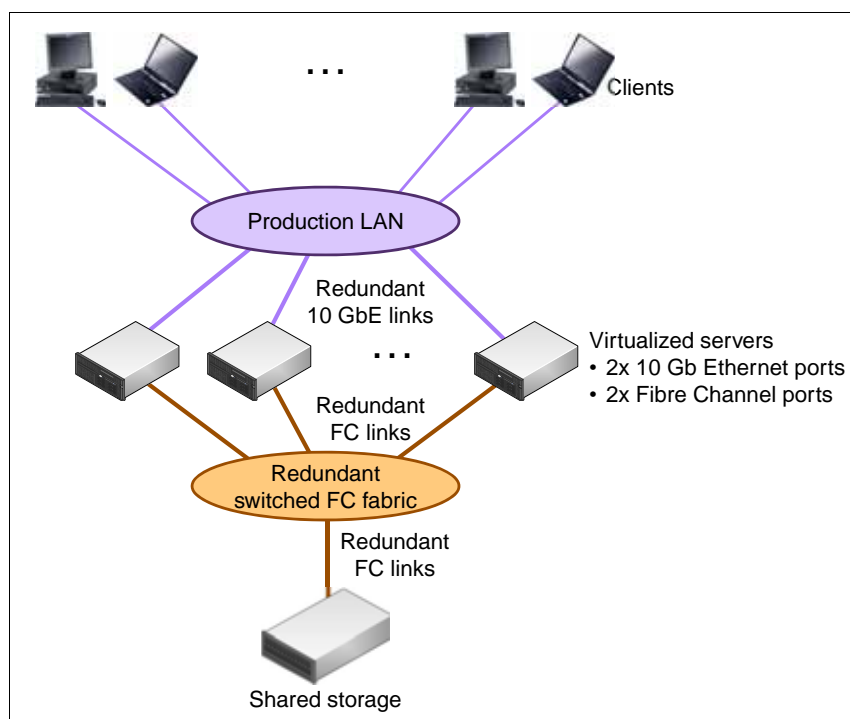 ...
Clients
Production LAN
Redundant
10 GbE links
...
Virtualized servers
• 2x 10 Gb Ethernet ports
• 2x Fibre Channel ports
Redundant
FC links
Redundant
switched FC fabric
Redundant
FC links
Shared storage